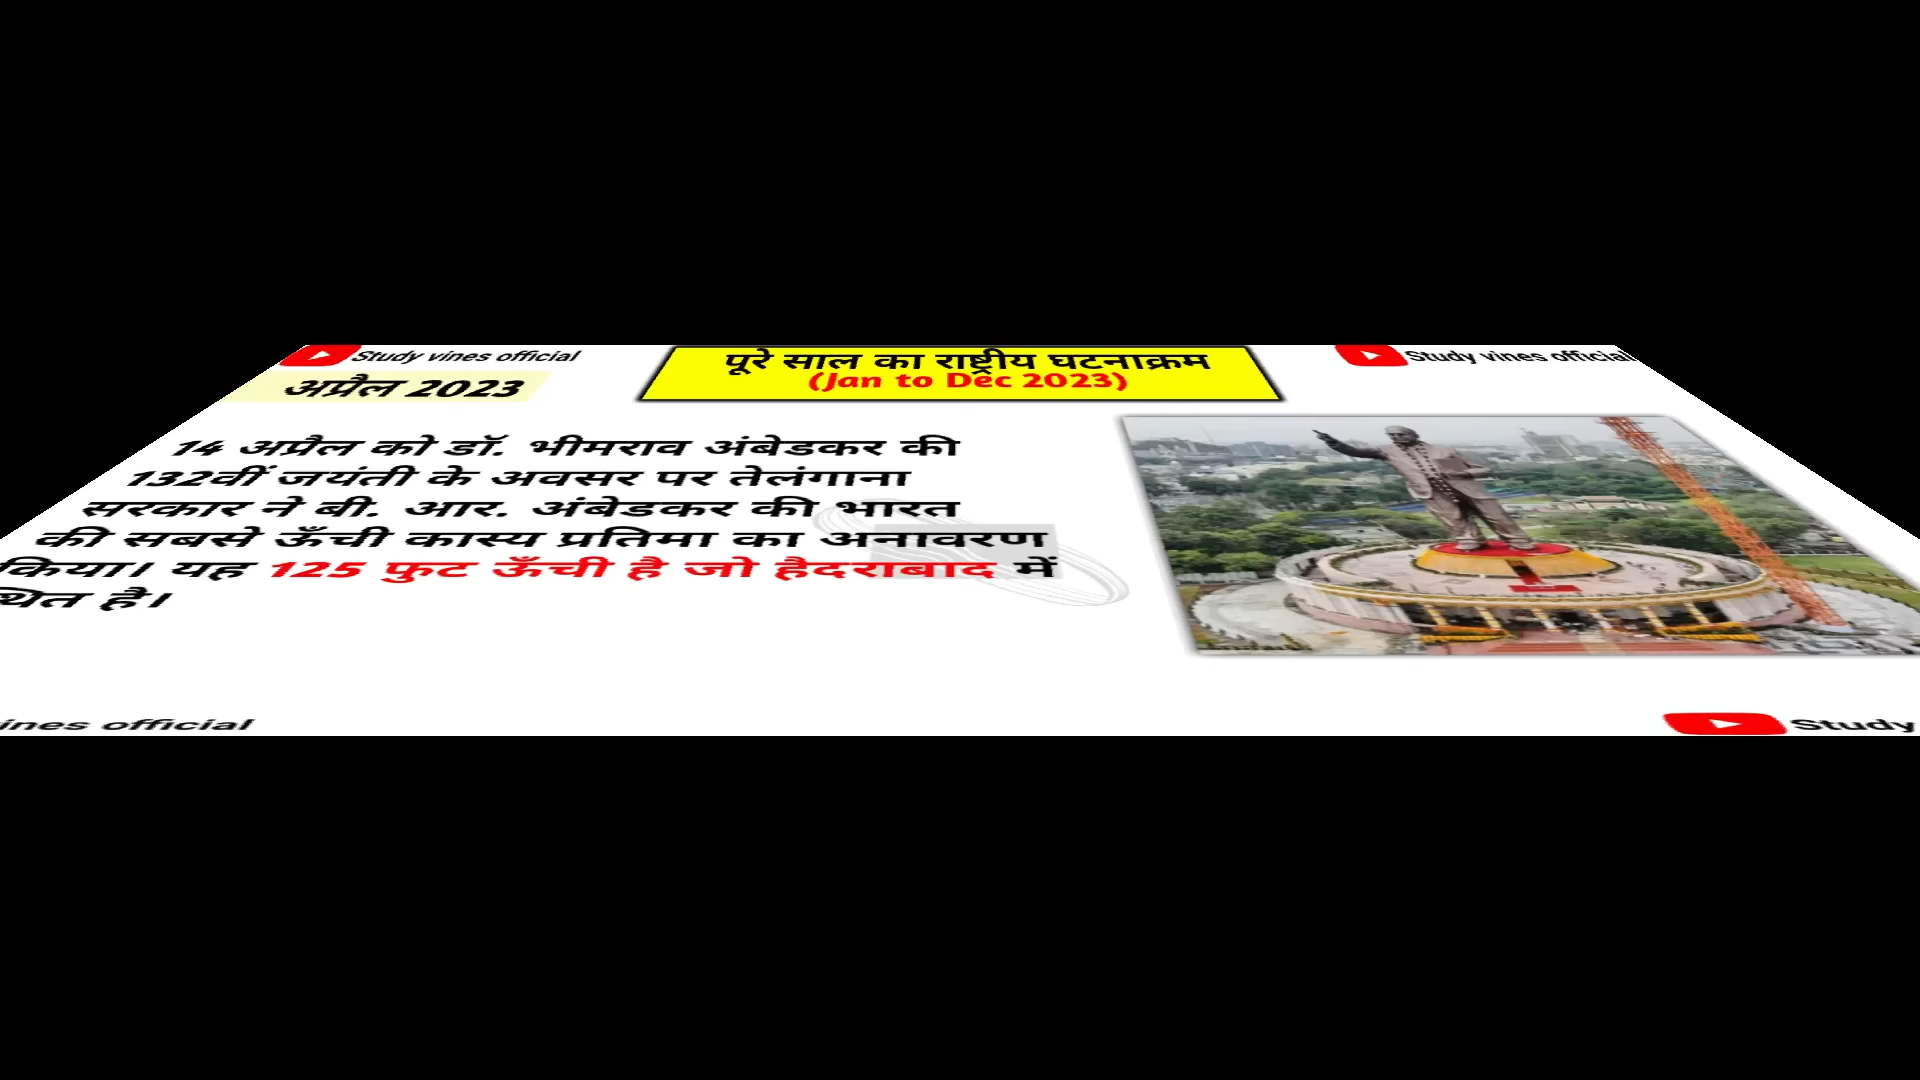 Study vines official
पूरे साल का राष्ट्रीय घटनाक्रम
(Jan to Dec 2023)
Study vines official
अप्रैल 2023
14 अप्रैल को डॉ. भीमराव अंबेडकर की
132वीं जयंती के अवसर पर तेलंगाना
सरकार ने बी. आर. अंबेडकर की भारत
की सबसे ऊँची कास्य प्रतिमा का अनावरण
किया। यह 125 फुट ऊँची है जो हैदराबाद में
है।
official
Study